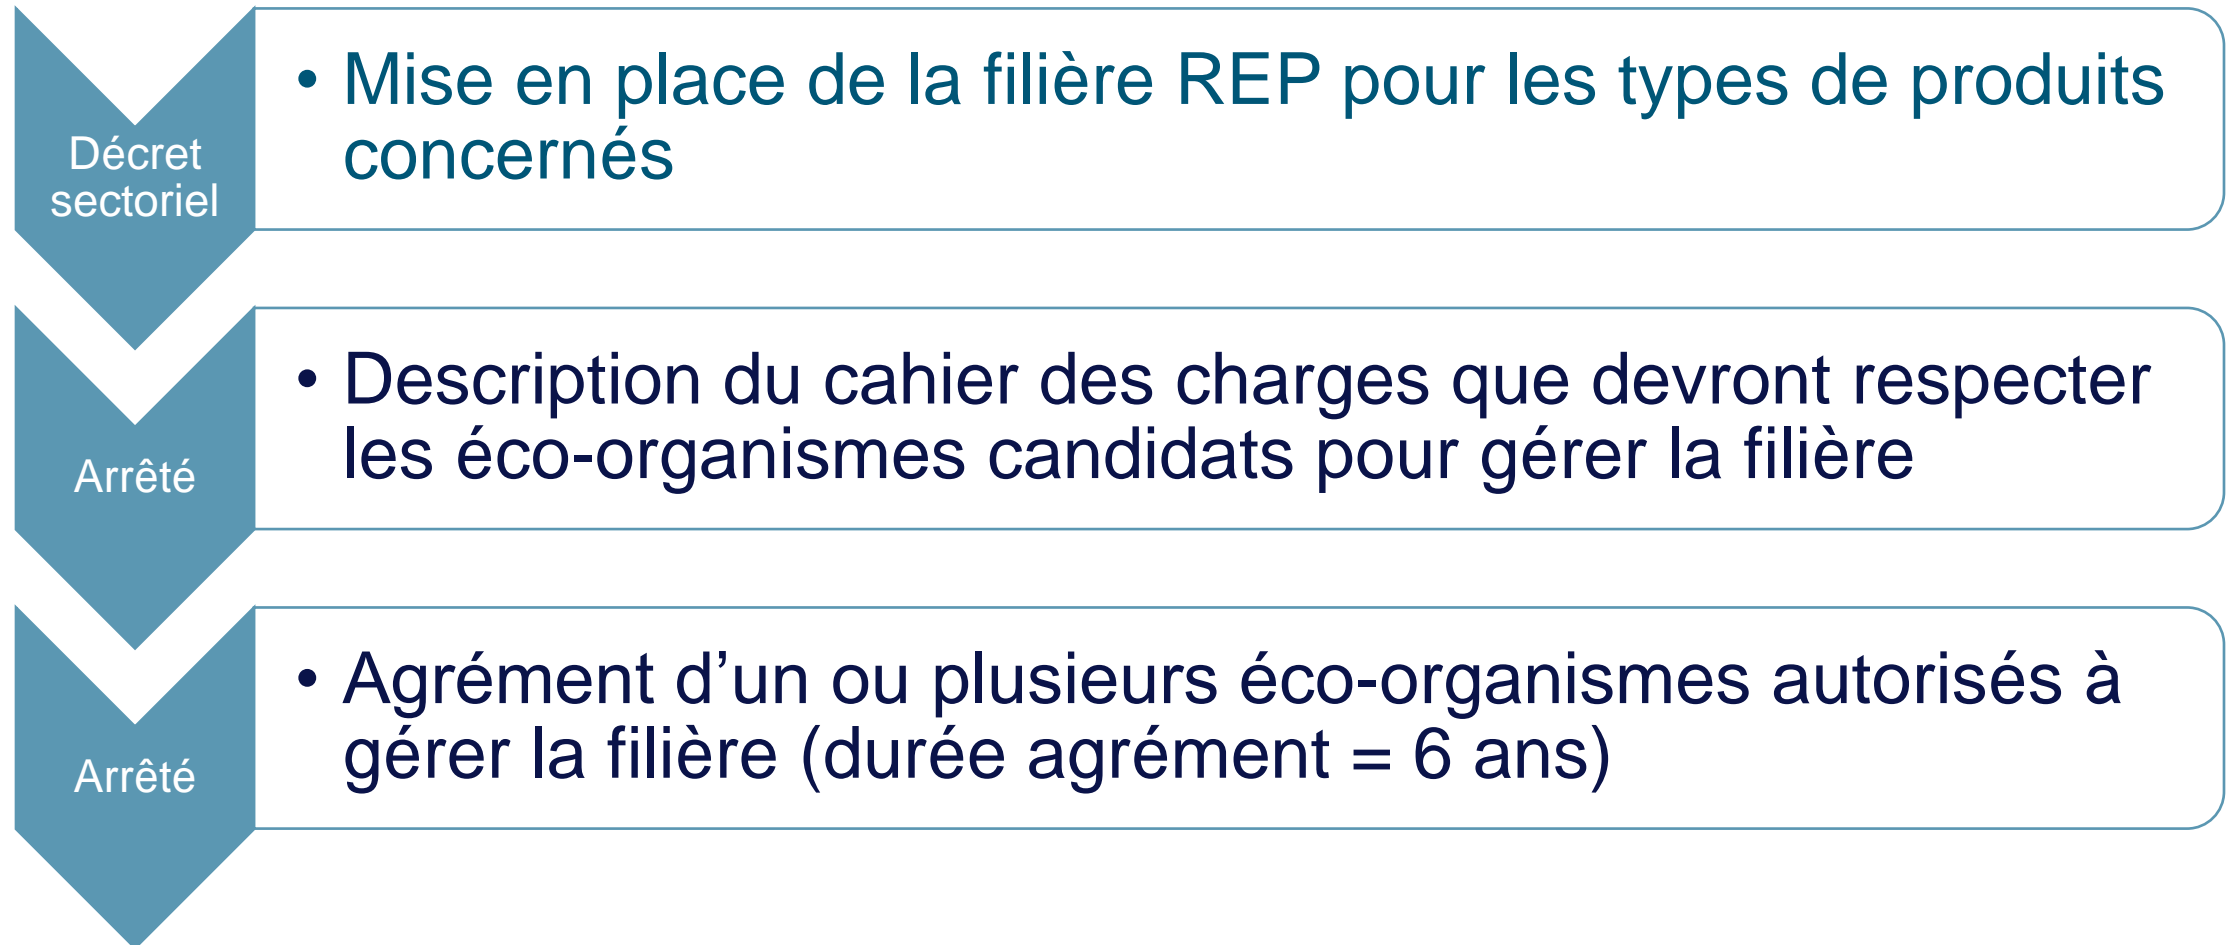 Décret
sectoriel
• Mise en place de la filière REP pour les types de produits
concernés
Arrêté
• Description du cahier des charges que devront respecter
les éco-organismes candidats pour gérer la filière
Arrêté
• Agrément d’un ou plusieurs éco-organismes autorisés à
gérer la filière (durée agrément = 6 ans)